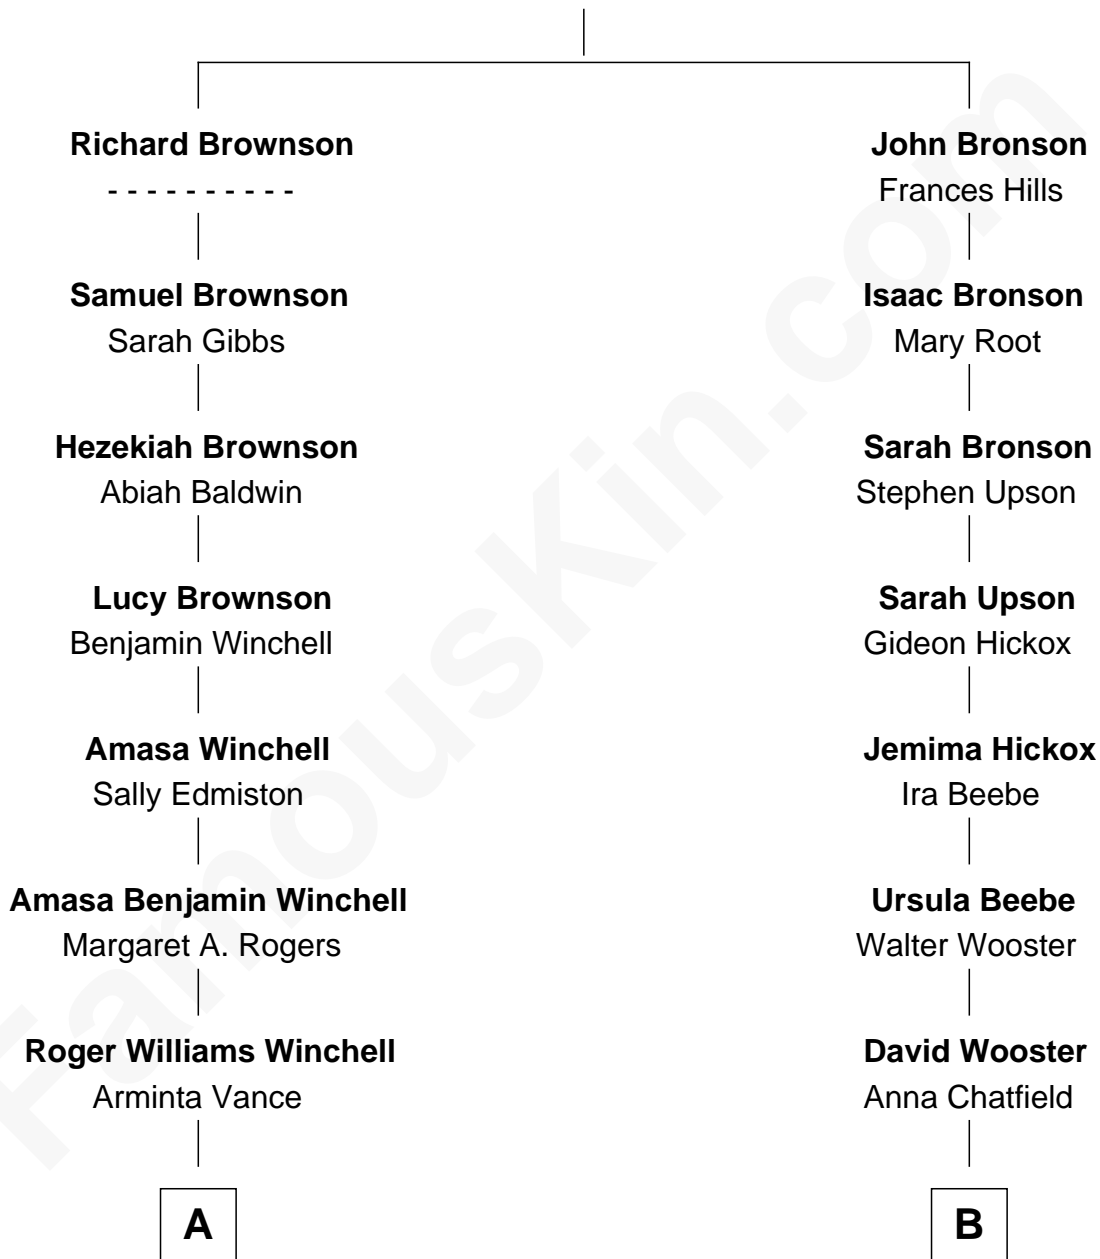 Richard Brownson
- - - - - - - - - -
Samuel Brownson
Sarah Gibbs
Hezekiah Brownson
Abiah Baldwin
Lucy Brownson
Benjamin Winchell
Amasa Winchell
Sally Edmiston
Amasa Benjamin Winchell
Margaret A. Rogers
Roger Williams Winchell
Arminta Vance
A
John Bronson
Frances Hills
Isaac Bronson
Mary Root
Sarah Bronson
Stephen Upson
Sarah Upson
Gideon Hickox
Jemima Hickox
Ira Beebe
Ursula Beebe
Walter Wooster
David Wooster
Anna Chatfield
B
FamousKin.com